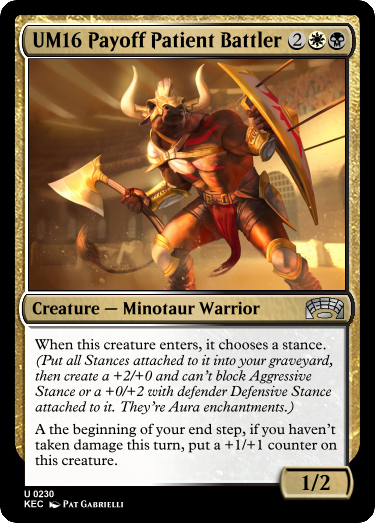 UM16 Payoff Patient Battler 2
Creature — Minotaur Warrior
When this creature enters, it chooses a stance.
(Put all Stances attached to it into your graveyard,
then create a +2/+0 and can't block Aggressive
Stance or a +0/+2 with defender Defensive Stance
attached to it. They're Aura enchantments.)
A the beginning of your end step, if you haven't
taken damage this turn, put a +1/+1 counter on
this creature.
1/2
U 0230
KEC Pat Gabrielli